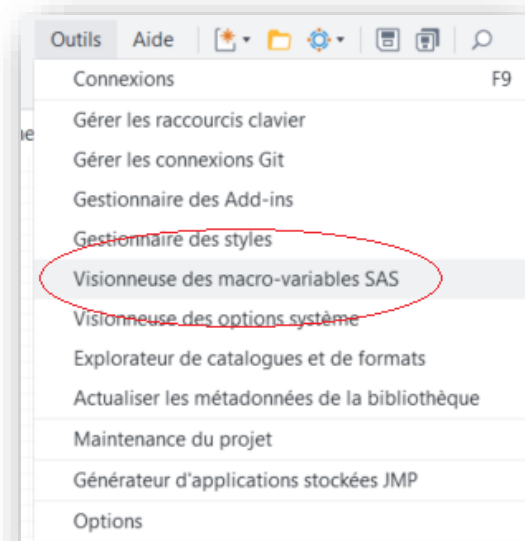 Outils Aide
Connexions F9
Gérer les raccourcis clavier
Gérer les connexions Git
Gestionnaire des Add-ins
Gestionnaire des styles
Visionneuse des macro-variables SAS
Visionneuse des options système
Explorateur de catalogues et de formats
Actualiser les métadonnées de la bibliothèque
Maintenance du projet
Générateur d'applications stockées JMP
Options